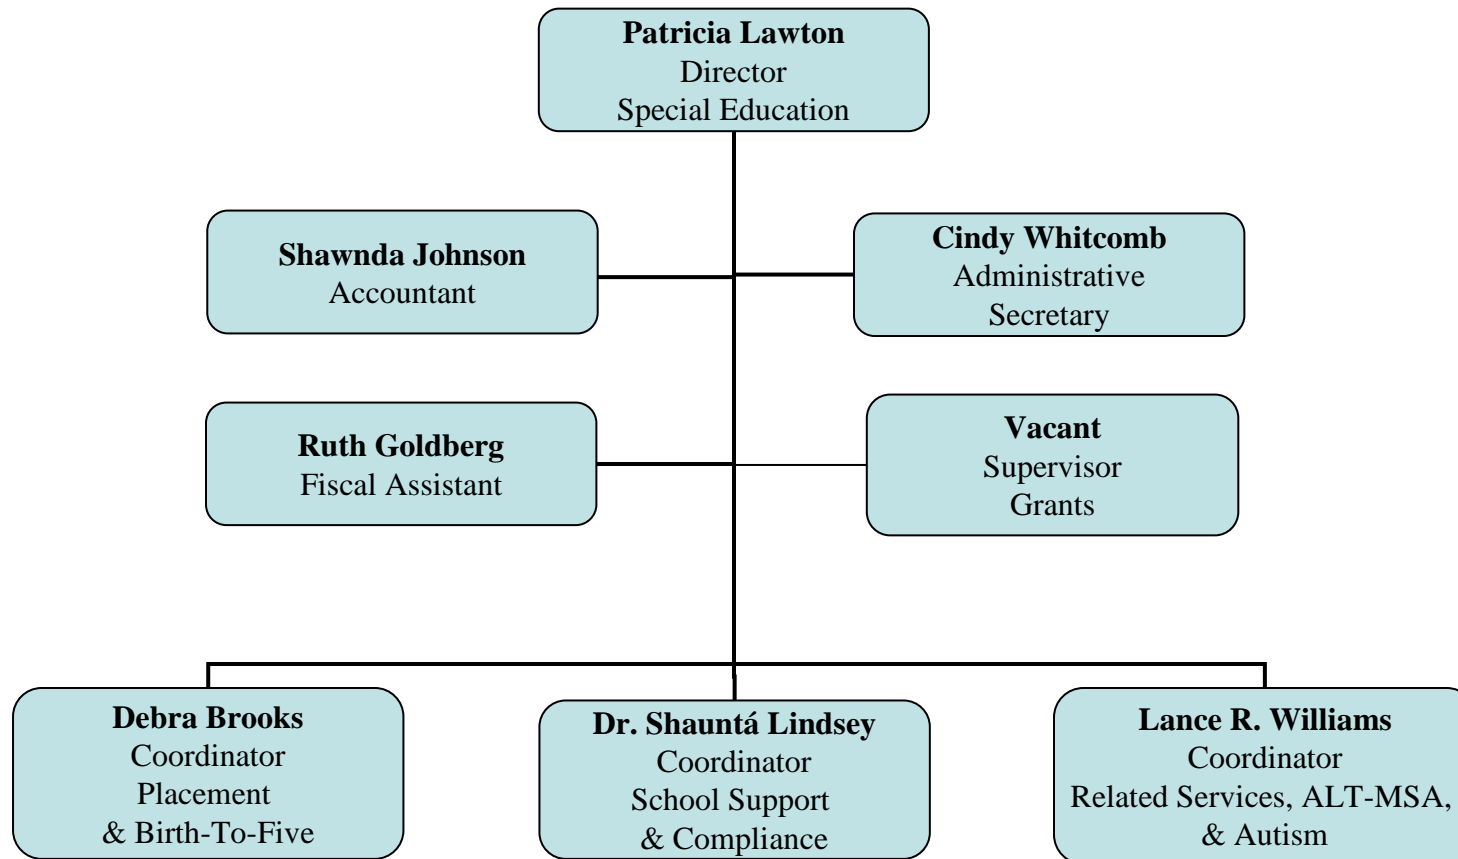 Patricia Lawton
Director
Special Education
Shawnda Johnson
Accountant
Cindy Whitcomb
Administrative
Secretary
Ruth Goldberg
Fiscal Assistant
Vacant
Supervisor
Grants
Debra Brooks
Coordinator
Placement
& Birth-To-Five
Dr. Shauntá Lindsey
Coordinator
School Support
& Compliance
Lance R. Williams
Coordinator
Related Services, ALT-MSA,
& Autism